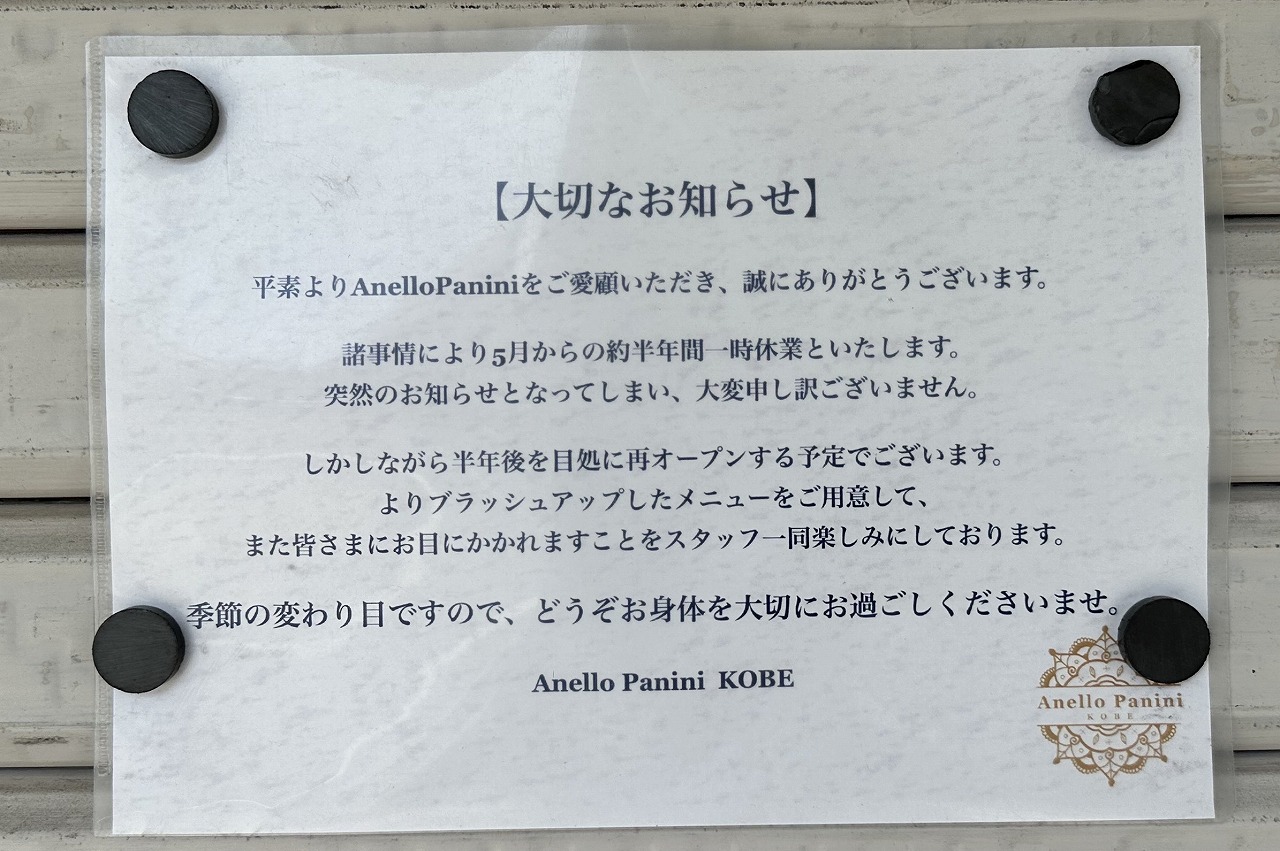 【大切なお知らせ】
平素よりAnelloPaniniをご愛顧いただき、誠にありがとうございます。
諸事情により5月からの約半年間一時休業といたします。
突然のお知らせとなってしまい、大変申し訳ございません。
しかしながら半年後を目処に再オープンする予定でございます。
よりブラッシュアップしたメニューをご用意して、
また皆さまにお目にかかれますことをスタッフ一同楽しみにしております。
季節の変わり目ですので、どうぞお身体を大切にお過ごしくださいませ。
Anello Panini KOBE
Anello Panini
KOBE